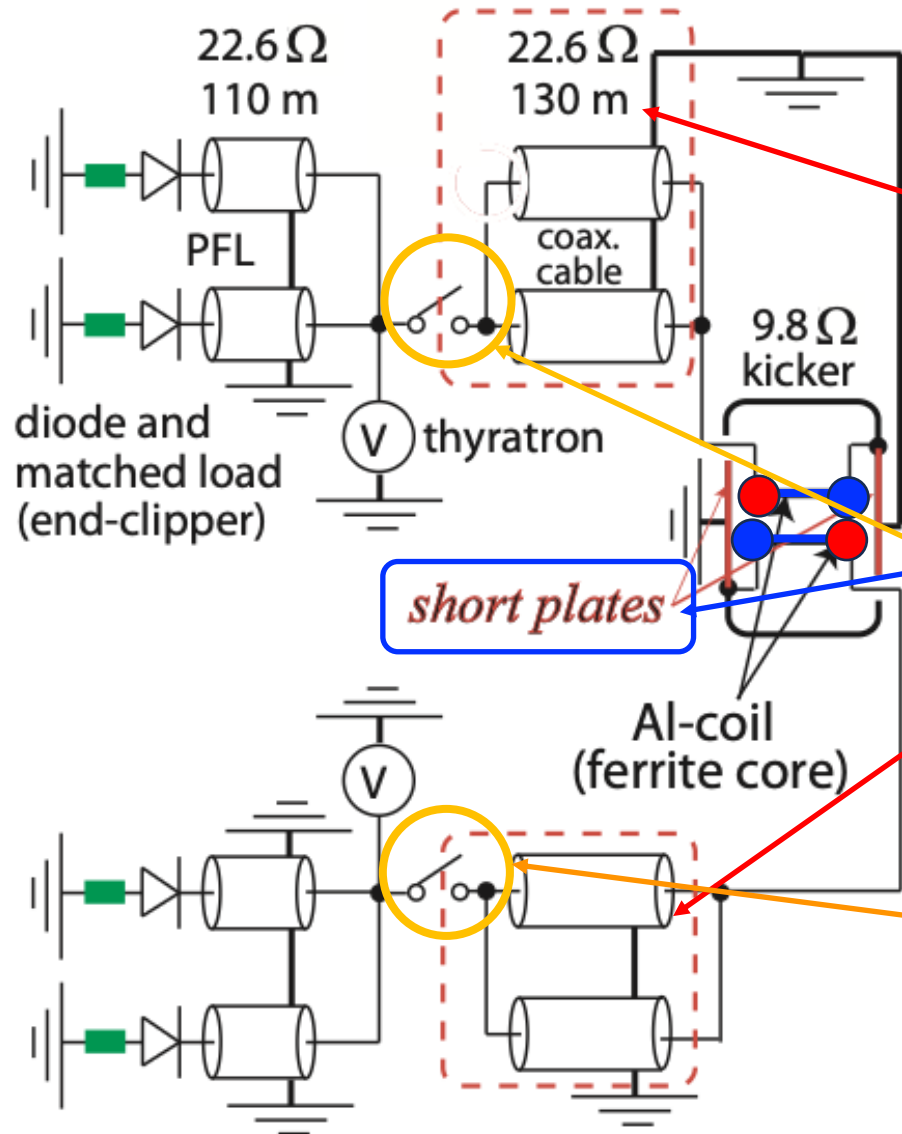 22.6 Ω
110 m
22.6 Ω
130 m
PFL
coax.
cable
9.8 Ω
kicker
diode and
matched load
(end-clipper)
V
thyratron
short plates
Al-coil
(ferrite core)
V